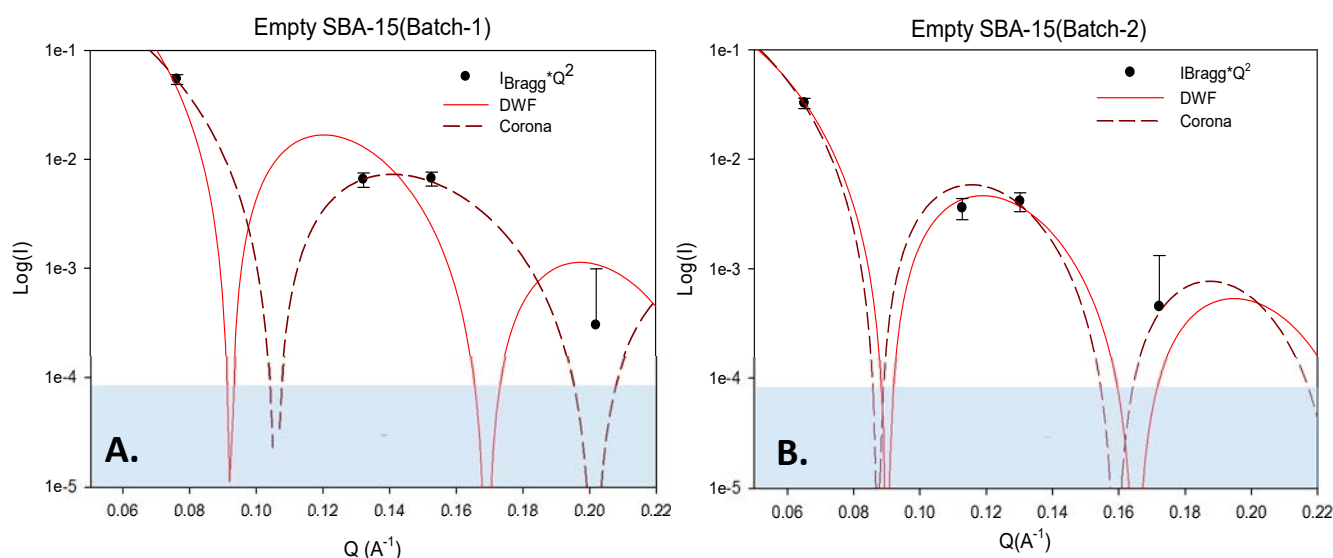 Empty SBA-15(Batch-1)
1e-1
1e-2
1e-3
1e-4
1e-5
Log(I)
I_Bragg*Q^2
DWF
Corona
A.
0.06 0.08 0.10 0.12 0.14 0.16 0.18 0.20 0.22
Q (A^-1)
Empty SBA-15(Batch-2)
1e-1
1e-2
1e-3
1e-4
1e-5
Log(I)
IBragg*Q^2
DWF
Corona
B.
0.06 0.08 0.10 0.12 0.14 0.16 0.18 0.20 0.22
Q(A^-1)